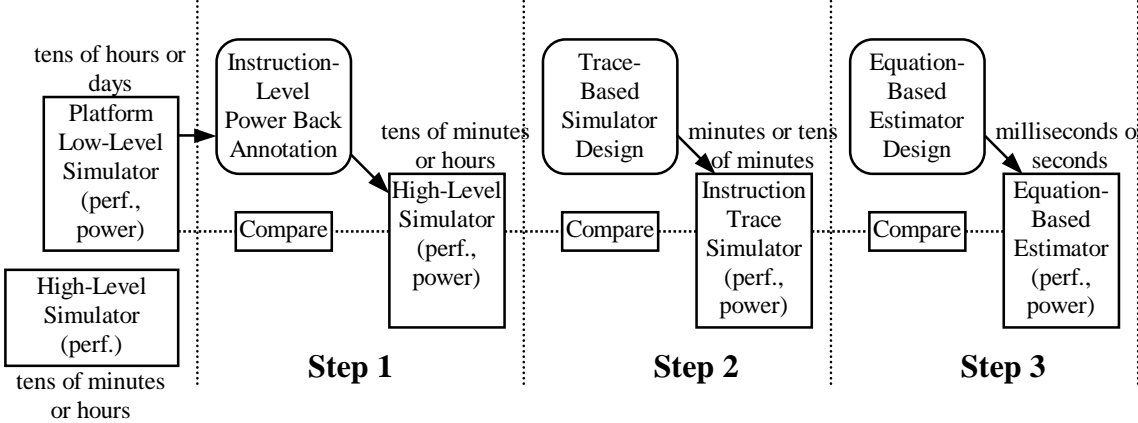 tens of hours or
days
Platform
Low-Level
Simulator
(perf.,
power)
High-Level
Simulator
(perf.)
tens of minutes
or hours
Instruction-
Level
Power Back
Annotation
tens of minutes
or hours
High-Level
Simulator
(perf.,
power)
Compare
Step 1
Trace-
Based
Simulator
Design
minutes or tens
of minutes
Instruction
Trace
Simulator
(perf.,
power)
Compare
Step 2
Equation-
Based
Estimator
Design
milliseconds or
seconds
Equation-
Based
Estimator
(perf.,
power)
Compare
Step 3